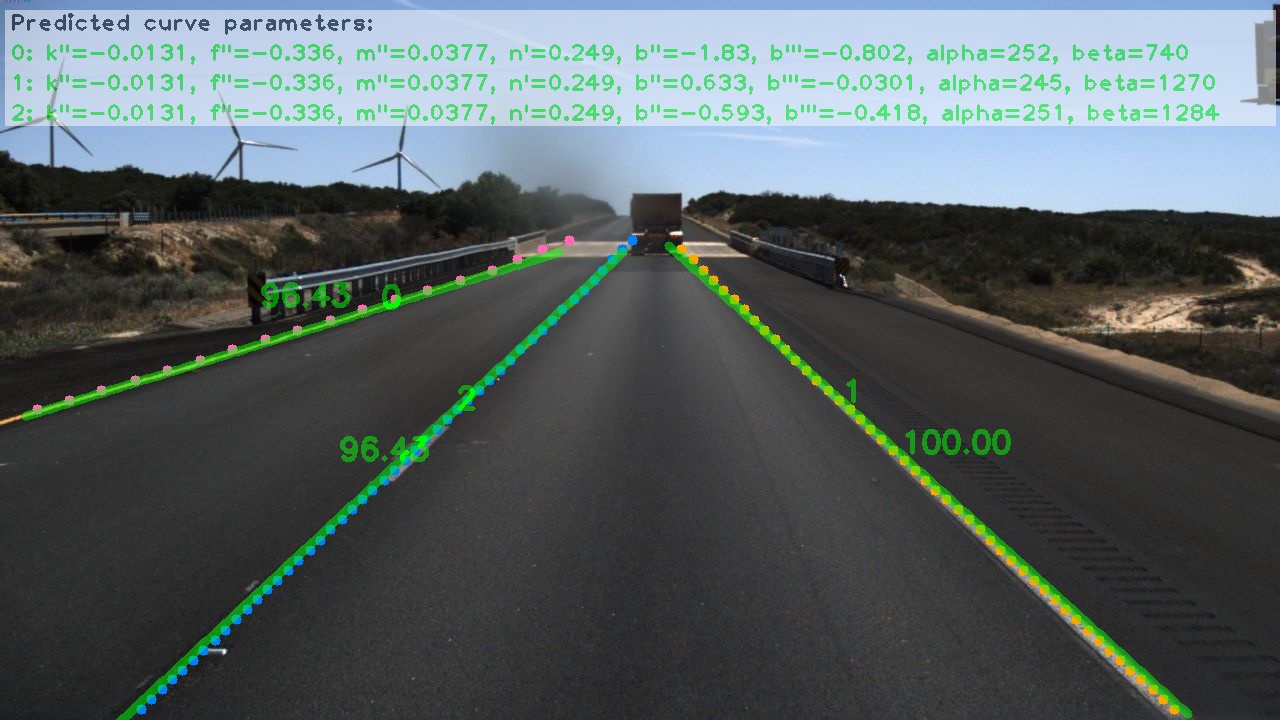 Predicted curve parameters:
0: k''=-0.0131, f''=-0.336, m''=0.0377, n'=0.249, b''=-1.83, b'''=-0.802, alpha=252, beta=740
1: k''=-0.0131, f''=-0.336, m''=0.0377, n'=0.249, b''=0.633, b'''=-0.0301, alpha=245, beta=1270
2: k''=-0.0131, f''=-0.336, m''=0.0377, n'=0.249, b''=-0.593, b'''=-0.418, alpha=251, beta=1284
96.43 0
2 1
96.43 100.00